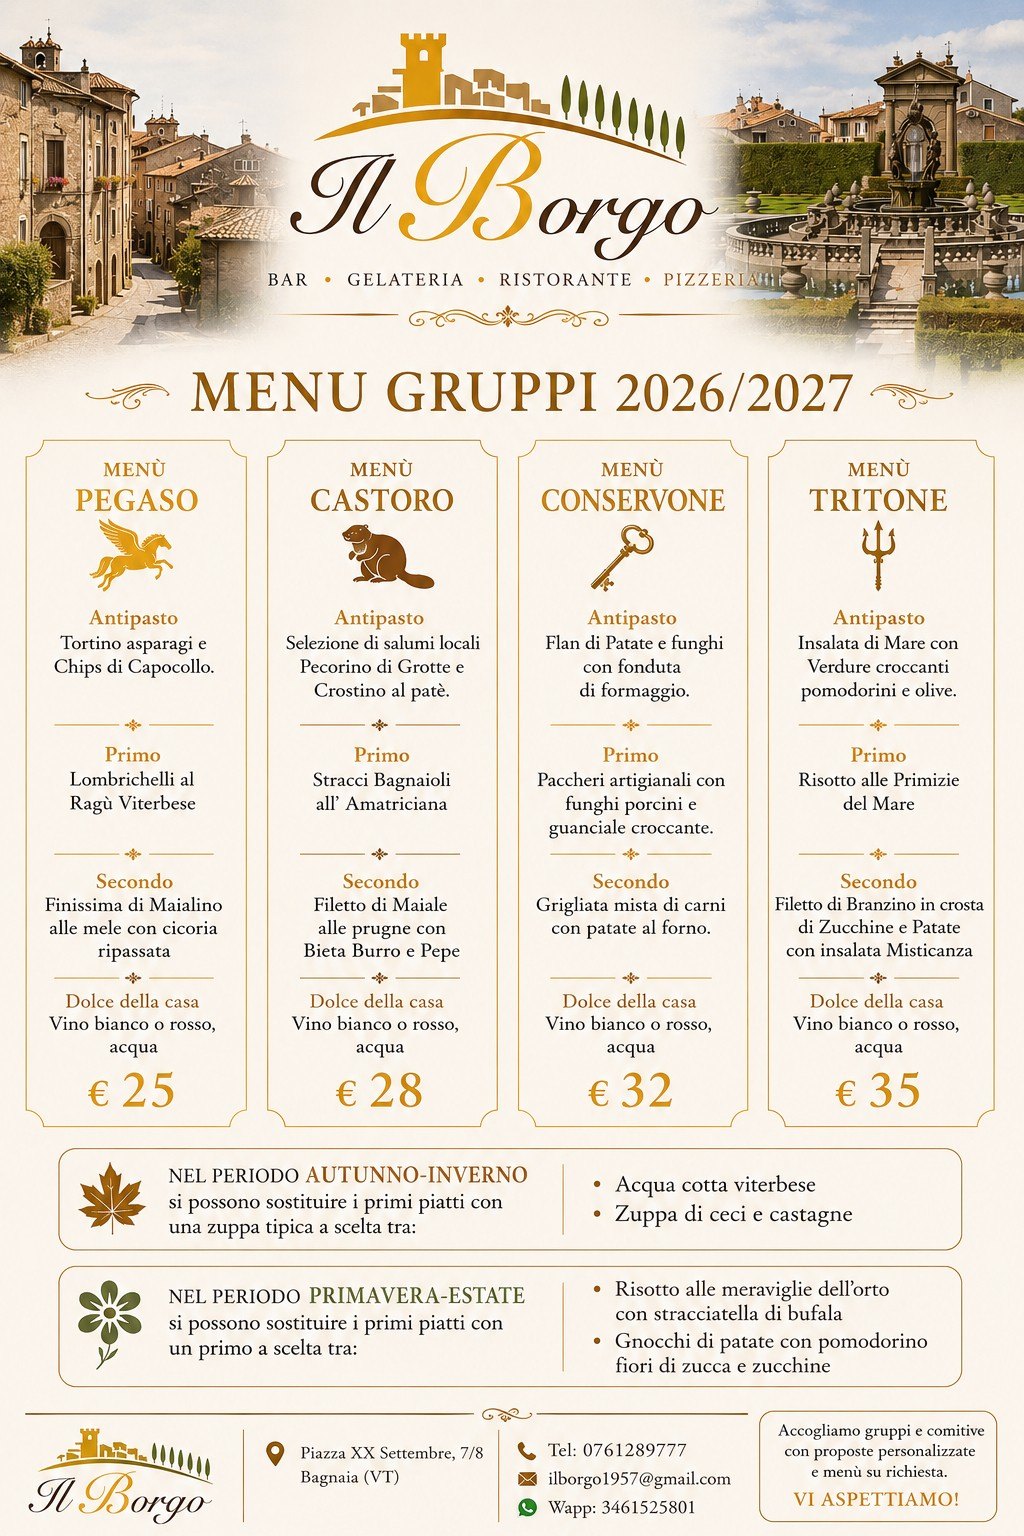 Il Borgo
BAR • GELATERIA • RISTORANTE • PIZZERIA
MENU GRUPPI 2026/2027
MENÙ
PEGASO
Antipasto
Tortino asparagi e
Chips di Capocollo.
Primo
Lombrichelli al
Ragù Viterbese
Secondo
Finissima di Maialino
alle mele con cicoria
ripassata
Dolce della casa
Vino bianco o rosso,
acqua
€ 25
MENÙ
CASTORO
Antipasto
Selezione di salumi locali
Pecorino di Grotte e
Crostino al patè.
Primo
Stracci Bagnaioli
all' Amatriciana
Secondo
Filetto di Maiale
alle prugne con
Bieta Burro e Pepe
Dolce della casa
Vino bianco o rosso,
acqua
€ 28
MENÙ
CONSERVONE
Antipasto
Flan di Patate e funghi
con fonduta
di formaggio.
Primo
Paccheri artigianali con
funghi porcini e
guanciale croccante.
Secondo
Grigliata mista di carni
con patate al forno.
Dolce della casa
Vino bianco o rosso,
acqua
€ 32
MENÙ
TRITONE
Antipasto
Insalata di Mare con
Verdure croccanti
pomodorini e olive.
Primo
Risotto alle Primizie
del Mare
Secondo
Filetto di Branzino in crosta
di Zucchine e Patate
con insalata Misticanza
Dolce della casa
Vino bianco o rosso,
acqua
€ 35
NEL PERIODO AUTUNNO-INVERNO
si possono sostituire i primi piatti con
una zuppa tipica a scelta tra:
• Acqua cotta viterbese
• Zuppa di ceci e castagne
NEL PERIODO PRIMAVERA-ESTATE
si possono sostituire i primi piatti con
un primo a scelta tra:
• Risotto alle meraviglie dell'orto
con stracciatella di bufala
• Gnocchi di patate con pomodorino
fiori di zucca e zucchine
Il Borgo
Piazza XX Settembre, 7/8
Bagnaia (VT)
Tel: 0761289777
ilborgo1957@gmail.com
Wapp: 3461525801
Accogliamo gruppi e comitive
con proposte personalizzate
e menù su richiesta.
VI ASPETTIAMO!